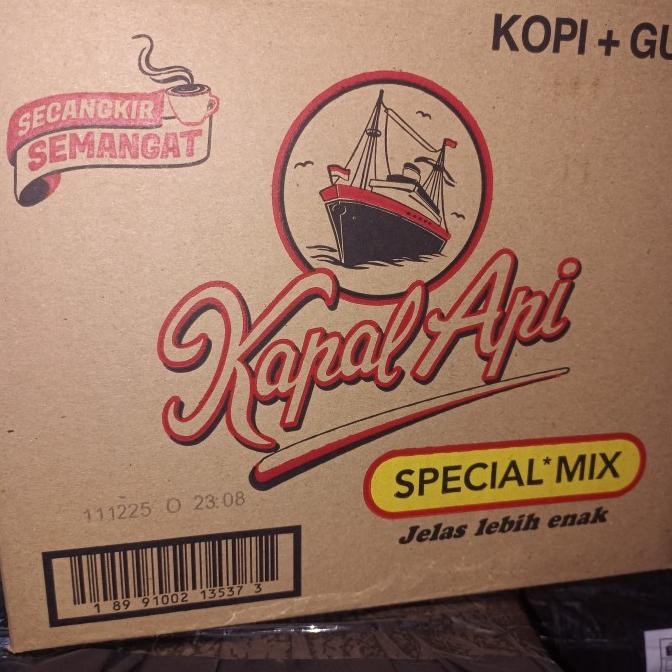 KOPI + GU
SECANGKIR
SEMANGAT
Kapal Api
SPECIAL*MIX
Jelas lebih enak
111225 O 23:08
1 89 91002 13537 3